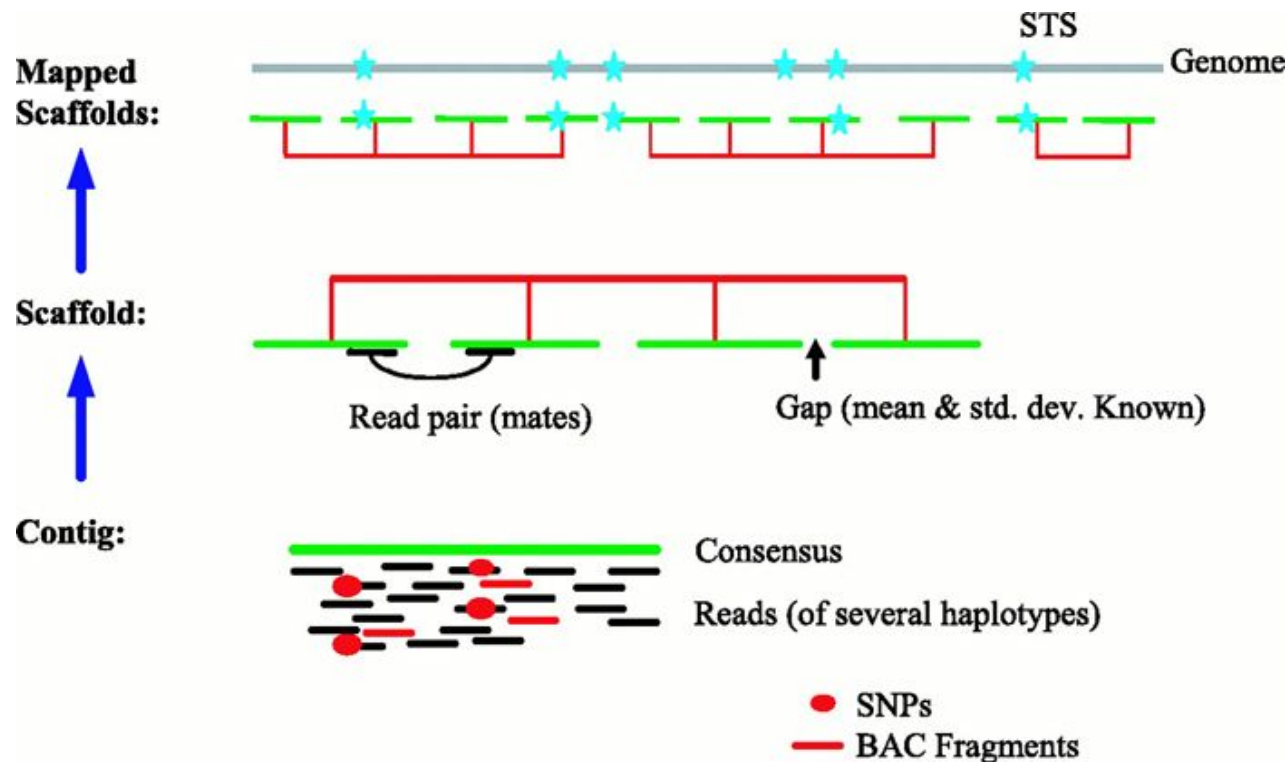 STS
Genome
Mapped
Scaffolds:
Scaffold:
Read pair (mates)
Gap (mean & std. dev. Known)
Contig:
Consensus
Reads (of several haplotypes)
SNPs
BAC Fragments